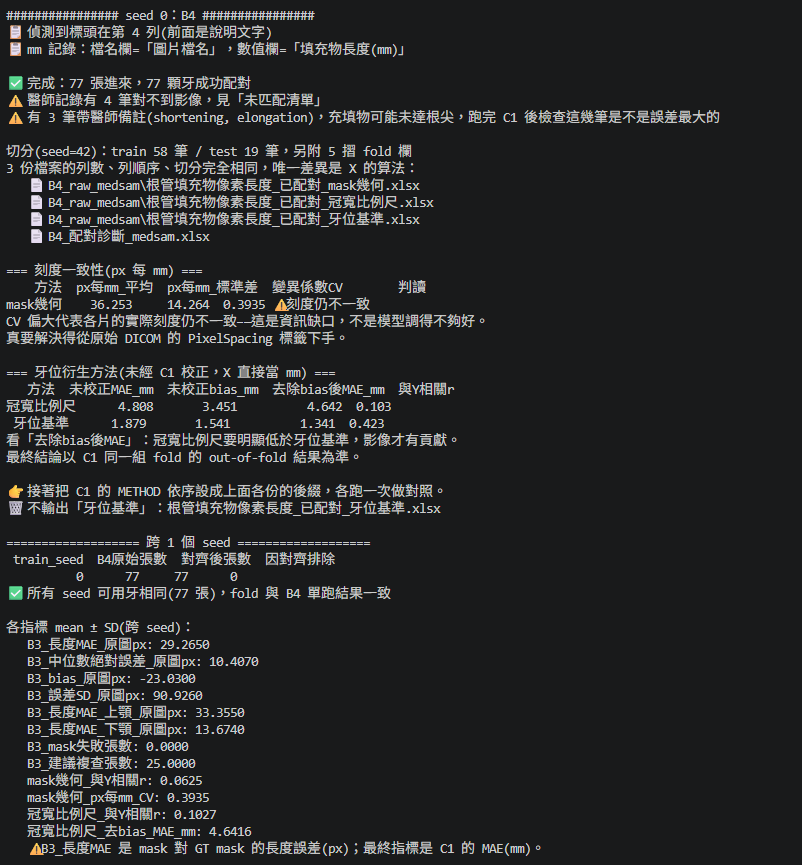 ################ seed 0：B4 ################
📋 偵測到標頭在第 4 列(前面是說明文字)
📋 mm 記錄：檔名欄=「圖片檔名」，數值欄=「填充物長度(mm)」
✅ 完成：77 張進來，77 顆牙成功配對
⚠️ 醫師記錄有 4 筆對不到影像，見「未匹配清單」
⚠️ 有 3 筆帶醫師備註(shortening, elongation)，充填物可能未達根尖，跑完 C1 後檢查這幾筆是不是誤差最大的
切分(seed=42)：train 58 筆 / test 19 筆，另附 5 摺 fold 欄
3 份檔案的列數、列順序、切分完全相同，唯一差異是 X 的算法：
📄 B4_raw_medsam\根管填充物像素長度_已配對_mask幾何.xlsx
📄 B4_raw_medsam\根管填充物像素長度_已配對_冠寬比例尺.xlsx
📄 B4_raw_medsam\根管填充物像素長度_已配對_牙位基準.xlsx
📄 B4_配對診斷_medsam.xlsx
=== 刻度一致性(px 每 mm) ===
方法 px每mm_平均 px每mm_標準差 變異係數CV 判讀
mask幾何 36.253 14.264 0.3935 ⚠️刻度仍不一致
CV 偏大代表各片的實際刻度仍不一致——這是資訊缺口，不是模型調得不夠好。
真要解決得從原始 DICOM 的 PixelSpacing 標籤下手。
=== 牙位衍生方法(未經 C1 校正，X 直接當 mm) ===
方法 未校正MAE_mm 未校正bias_mm 去除bias後MAE_mm 與Y相關r
冠寬比例尺 4.808 3.451 4.642 0.103
牙位基準 1.879 1.541 1.341 0.423
看「去除bias後MAE」：冠寬比例尺要明顯低於牙位基準，影像才有貢獻。
最終結論以 C1 同一組 fold 的 out-of-fold 結果為準。
👉 接著把 C1 的 METHOD 依序設成上面各份的後綴，各跑一次做對照。
🗑️ 不輸出「牙位基準」：根管填充物像素長度_已配對_牙位基準.xlsx
=================== 跨 1 個 seed ===================
train_seed B4原始張數 對齊後張數 因對齊排除
0 77 77 0
✅ 所有 seed 可用牙相同(77 張)，fold 與 B4 單跑結果一致
各指標 mean ± SD(跨 seed)：
B3_長度MAE_原圖px: 29.2650
B3_中位數絕對誤差_原圖px: 10.4070
B3_bias_原圖px: -23.0300
B3_誤差SD_原圖px: 90.9260
B3_長度MAE_上顎_原圖px: 33.3550
B3_長度MAE_下顎_原圖px: 13.6740
B3_mask失敗張數: 0.0000
B3_建議複查張數: 25.0000
mask幾何_與Y相關r: 0.0625
mask幾何_px每mm_CV: 0.3935
冠寬比例尺_與Y相關r: 0.1027
冠寬比例尺_去bias_MAE_mm: 4.6416
⚠️B3_長度MAE 是 mask 對 GT mask 的長度誤差(px)；最終指標是 C1 的 MAE(mm)。